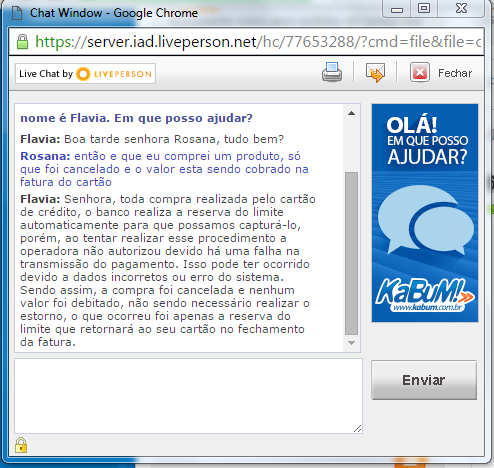 Chat Window - Google Chrome
https://server.iad.liveperson.net/hc/77653288/?cmd=file&file=c
Live Chat by LIVEPERSON
Fechar
nome é Flavia. Em que posso ajudar?
Flavia: Boa tarde senhora Rosana, tudo bem?
Rosana: então e que eu comprei um produto, só
que foi cancelado e o valor esta sendo cobrado na
fatura do cartão
Flavia: Senhora, toda compra realizada pelo cartão
de crédito, o banco realiza a reserva do limite
automaticamente para que possamos capturá-lo,
porém, ao tentar realizar esse procedimento a
operadora não autorizou devido há uma falha na
transmissão do pagamento. Isso pode ter ocorrido
devido a dados incorretos ou erro do sistema.
Sendo assim, a compra foi cancelada e nenhum
valor foi debitado, não sendo necessário realizar o
estorno, o que ocorreu foi apenas a reserva do
limite que retornará ao seu cartão no fechamento
da fatura.
OLÁ!
EM QUE POSSO
AJUDAR?
KaBuM!
www.kabum.com.br
Enviar